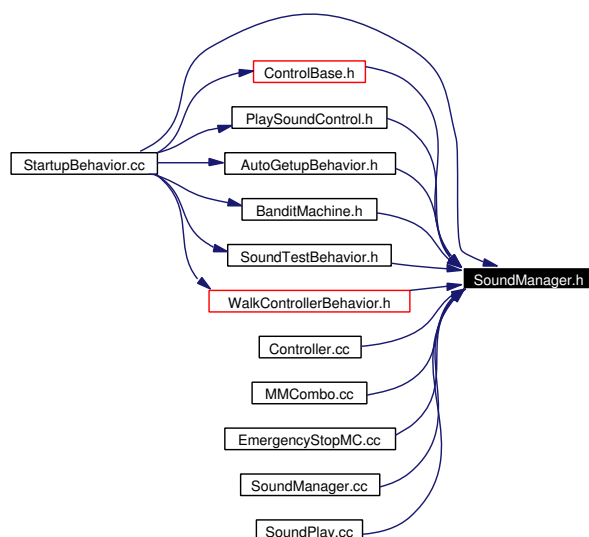 ControlBase.h
PlaySoundControl.h
StartupBehavior.cc
AutoGetupBehavior.h
BanditMachine.h
SoundTestBehavior.h
SoundManager.h
WalkControllerBehavior.h
Controller.cc
MMCombo.cc
EmergencyStopMC.cc
SoundManager.cc
SoundPlay.cc